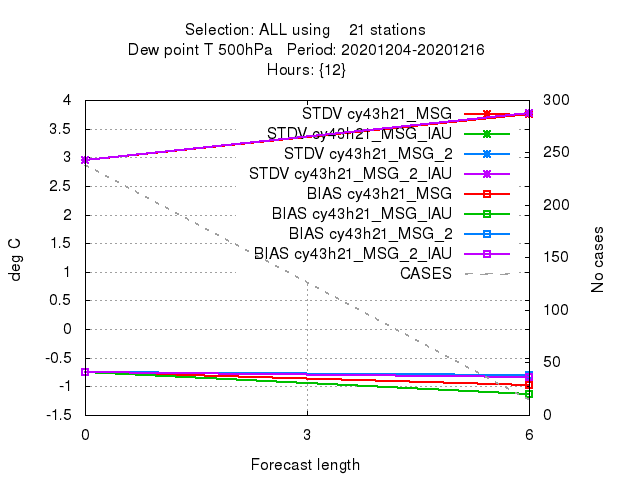 Selection: ALL using    21 stations
Dew point T 500hPa   Period: 20201204-20201216
Hours: {12}
4
3.5
3
2.5
2
1.5
1
0.5
0
-0.5
-1
-1.5
deg C
STDV cy43h21_MSG
STDV cy43h21_MSG_IAU
STDV cy43h21_MSG_2
STDV cy43h21_MSG_2_IAU
BIAS cy43h21_MSG
BIAS cy43h21_MSG_IAU
BIAS cy43h21_MSG_2
BIAS cy43h21_MSG_2_IAU
CASES
300
250
200
150
100
50
0
No cases
0 3 6
Forecast length